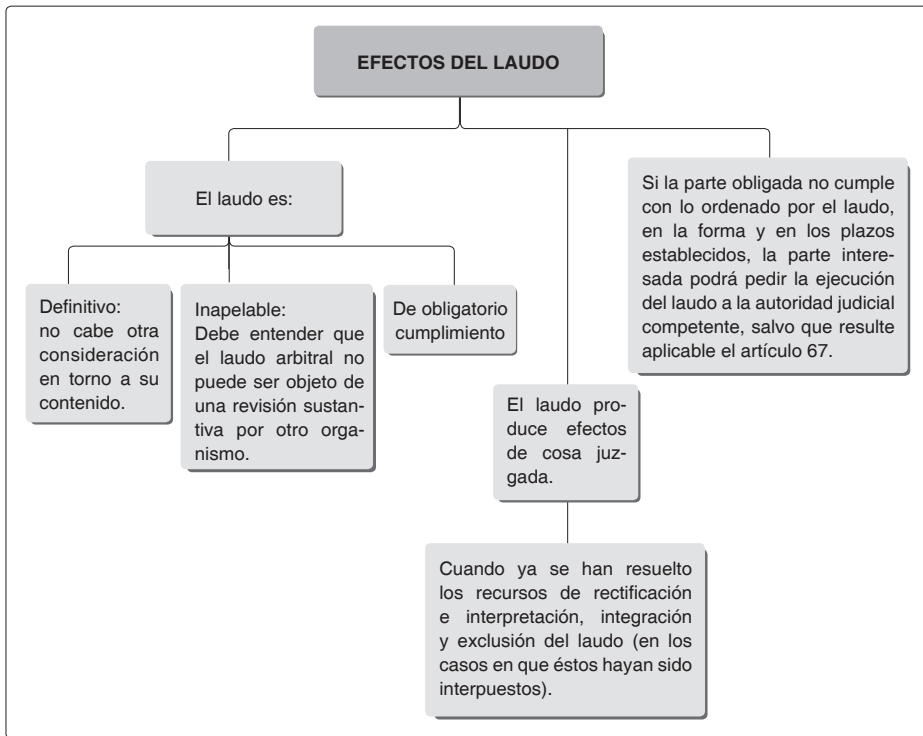 EFECTOS DEL LAUDO
El laudo es:
Definitivo:
no cabe otra
consideración
en torno a su
contenido.
Inapelable:
Debe entender que
el laudo arbitral no
puede ser objeto de
una revisión sustan-
tiva por otro orga-
nismo.
De obligatorio
cumplimiento
El laudo pro-
duce efectos
de cosa juz-
gada.
Cuando ya se han resuelto
los recursos de rectificación
e interpretación, integración
y exclusión del laudo (en los
casos en que éstos hayan sido
interpuestos).
Si la parte obligada no cumple
con lo ordenado por el laudo,
en la forma y en los plazos
establecidos, la parte intere-
sada podrá pedir la ejecución
del laudo a la autoridad judicial
competente, salvo que resulte
aplicable el artículo 67.